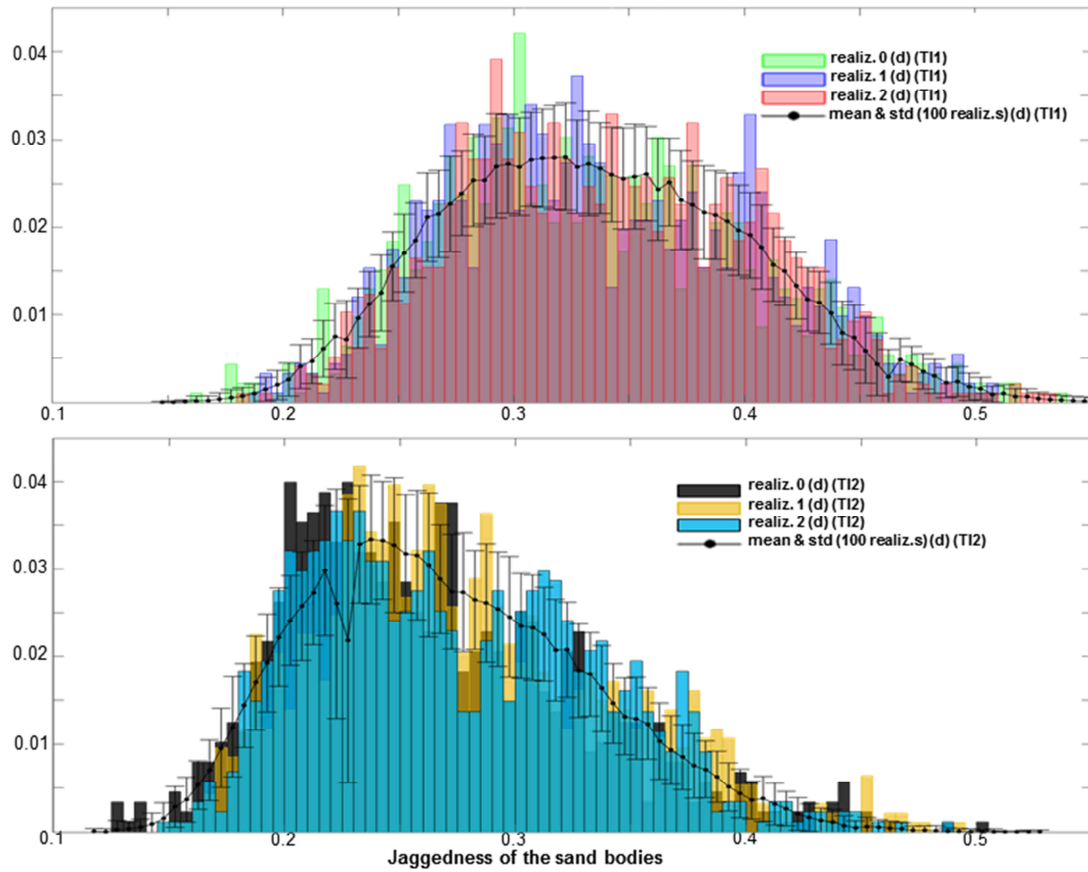 0.04
realiz. 0 (d) (TI1)
realiz. 1 (d) (TI1)
realiz. 2 (d) (TI1)
mean & std (100 realiz.s)(d) (TI1)
0.03
0.02
0.01
0.1 0.2 0.3 0.4 0.5
0.04
realiz. 0 (d) (TI2)
realiz. 1 (d) (TI2)
realiz. 2 (d) (TI2)
mean & std (100 realiz.s)(d) (TI2)
0.03
0.02
0.01
0.1 0.2 0.3 0.4 0.5
Jaggedness of the sand bodies